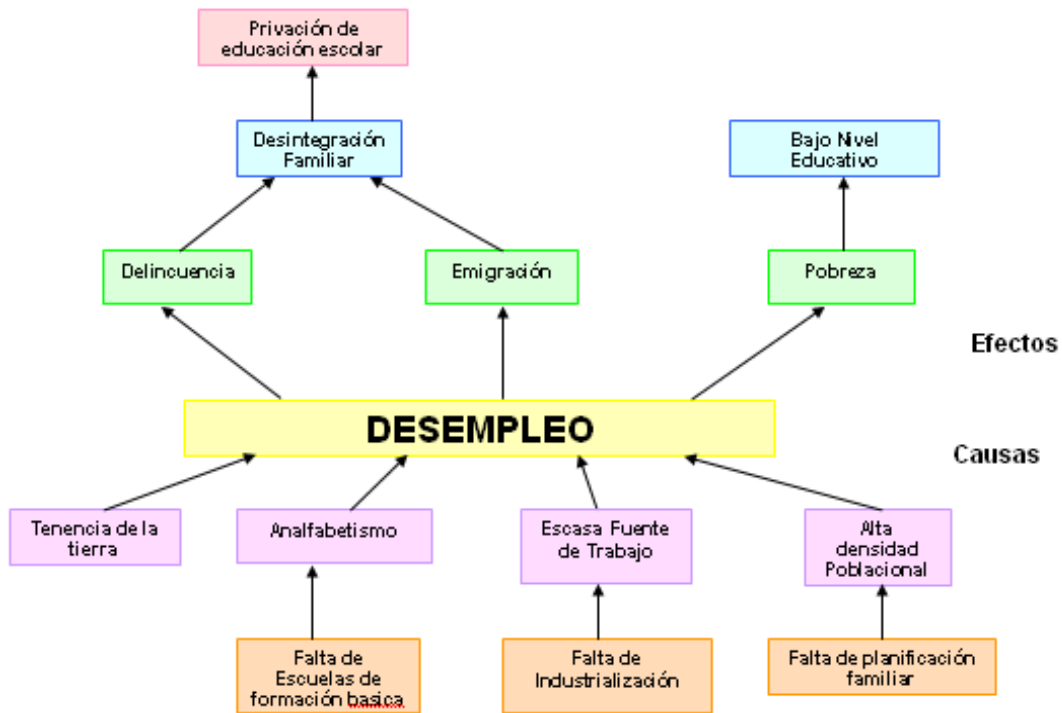 Privación de
educación escolar
Desintegración
Familiar
Bajo Nivel
Educativo
Delincuencia
Emigración
Pobreza
Efectos
DESEMPLEO
Causas
Tenencia de la
tierra
Analfabetismo
Escasa Fuente
de Trabajo
Alta
densidad
Poblacional
Falta de
Escuelas de
formación basica
Falta de
Industrialización
Falta de planificación
familiar